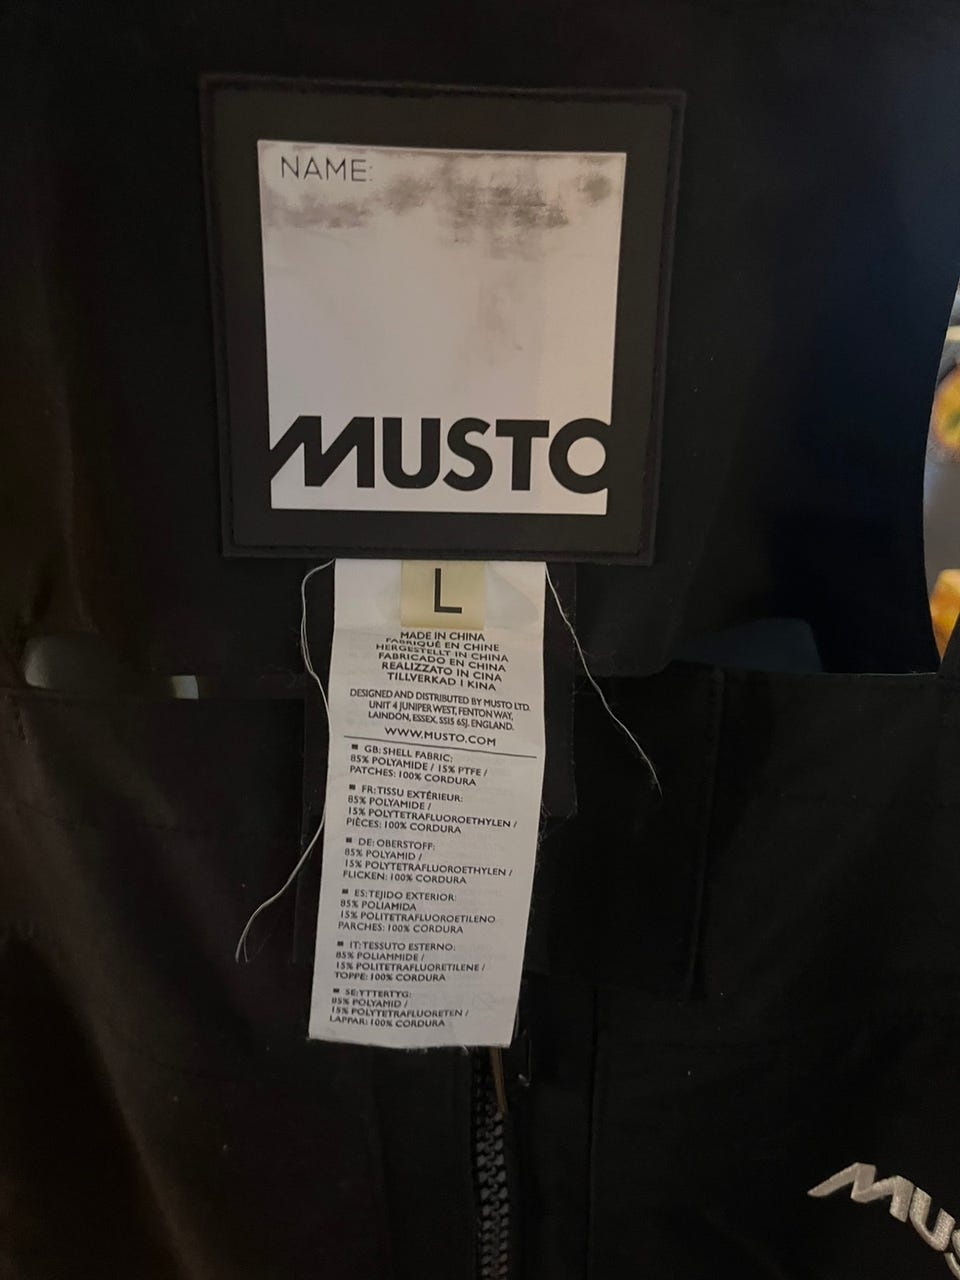 NAME:
MUSTO
L
MADE IN CHINA
FABRIQUÉ EN CHINE
HERGESTELLT IN CHINA
FABRICADO EN CHINA
REALIZZATO IN CINA
TILLVERKAD I KINA
DESIGNED AND DISTRIBUTED BY MUSTO LTD.
UNIT 4 JUNIPER WEST, FENTON WAY,
LAINDON, ESSEX, SS15 6SJ. ENGLAND.
WWW.MUSTO.COM
GB: SHELL FABRIC:
85% POLYAMIDE / 15% PTFE /
PATCHES: 100% CORDURA
FR: TISSU EXTÉRIEUR:
85% POLYAMIDE /
15% POLYTETRAFLUOROETHYLEN /
PIÈCES: 100% CORDURA
DE: OBERSTOFF:
85% POLYAMID /
15% POLYTETRAFLUOROETHYLEN /
FLICKEN: 100% CORDURA
ES: TEJIDO EXTERIOR:
85% POLIAMIDA
15% POLITETRAFLUOROETILENO
PARCHES: 100% CORDURA
IT: TESSUTO ESTERNO:
85% POLIAMMIDE /
15% POLITETRAFLUORETILENE /
TOPPE: 100% CORDURA
SE: YTTERTYG:
85% POLYAMID /
15% POLYTETRAFLUORETEN /
LAPPAR: 100% CORDURA
MUS